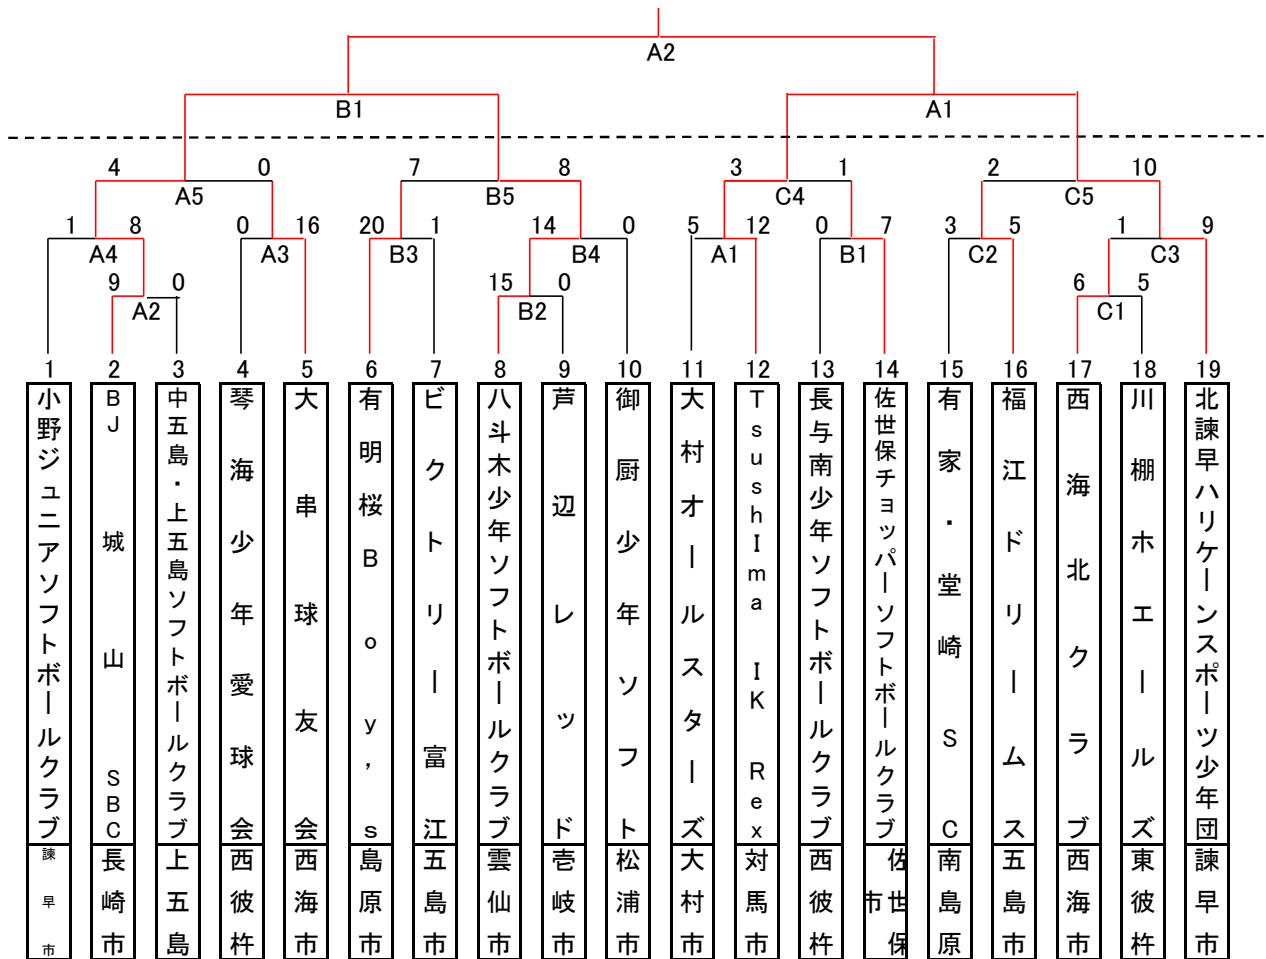 A2
B1 A1
4 0 7 8 3 1 2 10
A5 B5 C4 C5
1 8 0 16 20 1 14 0 5 12 0 7 3 5 1 9
A4 A3 B3 B4 A1 B1 C2 C3
9 0 15 0 6 5
A2 B2 C1
1 2 3 4 5 6 7 8 9 10 11 12 13 14 15 16 17 18 19
小野ジュニアソフトボールクラブ
BJ城山SBC
中五島・上五島ソフトボールクラブ
琴海少年愛球会
大串球友会
有明桜Boy's
ビクトリー富江
八斗木少年ソフトボールクラブ
芦辺レッド
御厨少年ソフト
大村オールスターズ
TsushIma IK Rex
長与南少年ソフトボールクラブ
佐世保チョッパーソフトボールクラブ
有家・堂崎SC
福江ドリームス
西海北クラブ
川棚ホエールズ
北諫早ハリケーンスポーツ少年団
諫早市
長崎市
上五島
西彼杵
西海市
島原市
五島市
雲仙市
壱岐市
松浦市
大村市
対馬市
西彼杵
佐世保市
南島原
五島市
西海市
東彼杵
諫早市